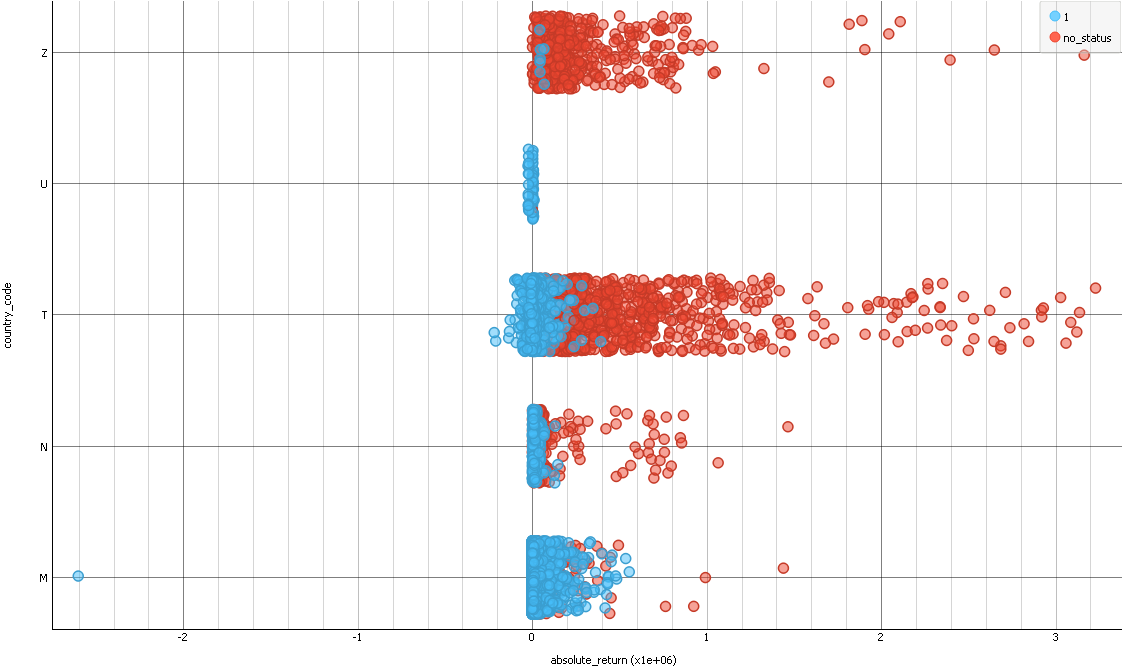 1
no_status
Z
U
T
N
M
country_code
-2
-1
0
1
2
3
absolute_return (x1e+06)